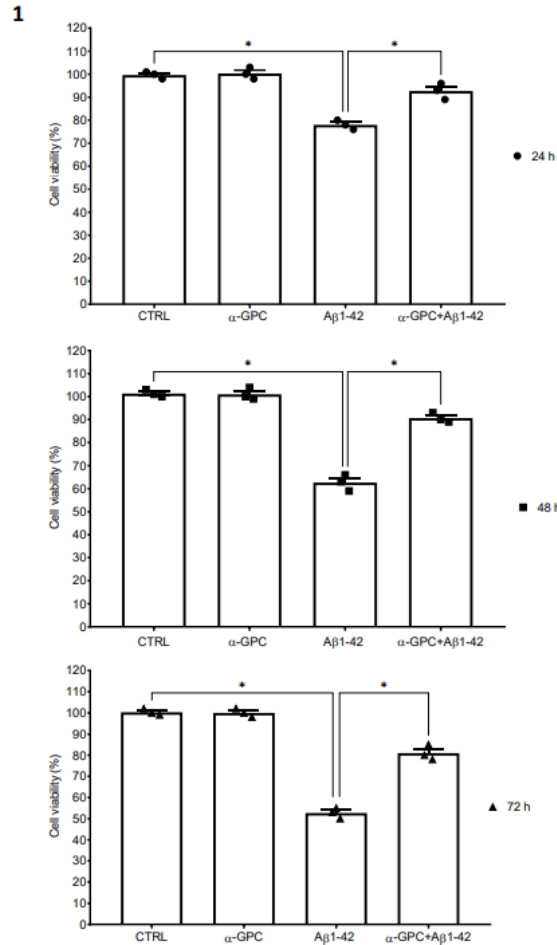 1
Cell viability (%)
120
110
100
90
80
70
60
50
40
30
20
10
0
*
*
CTRL
α-GPC
Aβ1-42
α-GPC+Aβ1-42
24 h
Cell viability (%)
120
110
100
90
80
70
60
50
40
30
20
10
0
*
*
CTRL
α-GPC
Aβ1-42
α-GPC+Aβ1-42
48 h
Cell viability (%)
120
110
100
90
80
70
60
50
40
30
20
10
0
*
*
CTRL
α-GPC
Aβ1-42
α-GPC+Aβ1-42
72 h